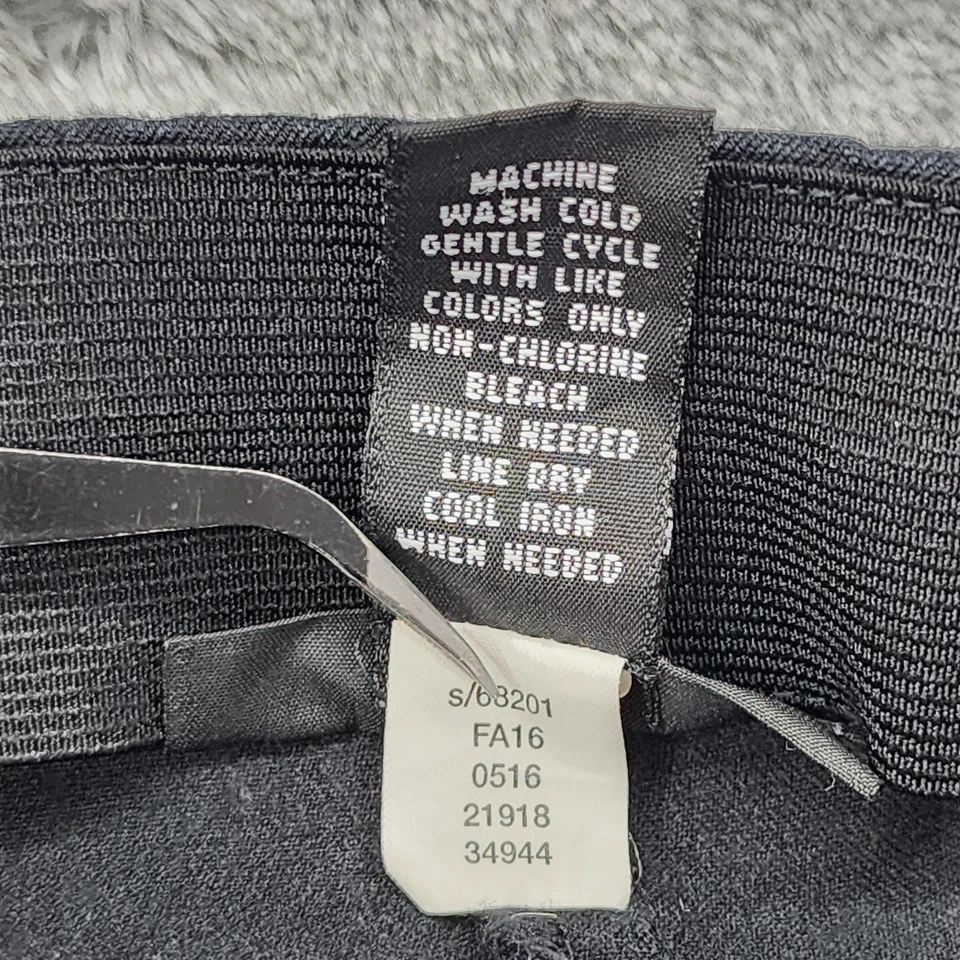 MACHINE
WASH COLD
GENTLE CYCLE
WITH LIKE
COLORS ONLY
NON-CHLORINE
BLEACH
WHEN NEEDED
LINE DRY
COOL IRON
WHEN NEEDED
s/68201
FA16
0516
21918
34944